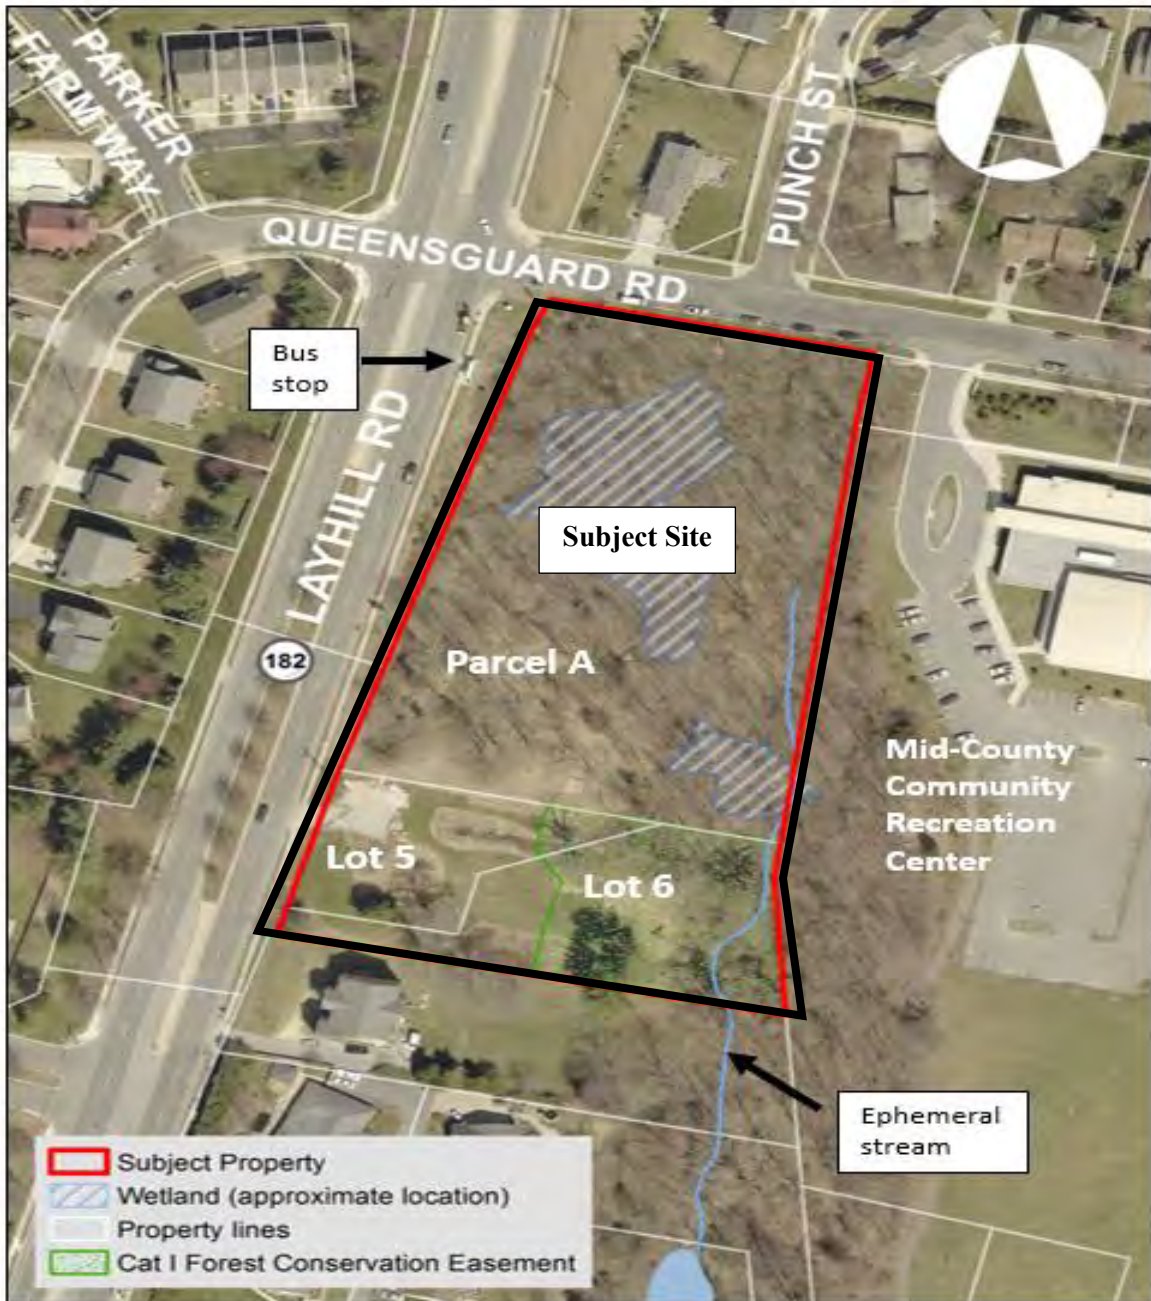 PARKER
FARM WAY
QUEENSGUARD RD
PUNCH ST
Bus
stop
LAYHILL RD
Subject Site
182
Parcel A
Mid-County
Community
Recreation
Center
Lot 5
Lot 6
Ephemeral
stream
Subject Property
Wetland (approximate location)
Property lines
Cat I Forest Conservation Easement